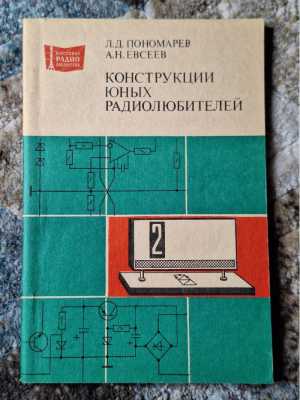 МАССОВАЯ
РАДИО
БИБЛИОТЕКА
Л.Д. ПОНОМАРЕВ
А.Н. ЕВСЕЕВ
КОНСТРУКЦИИ
ЮНЫХ
РАДИОЛЮБИТЕЛЕЙ
2